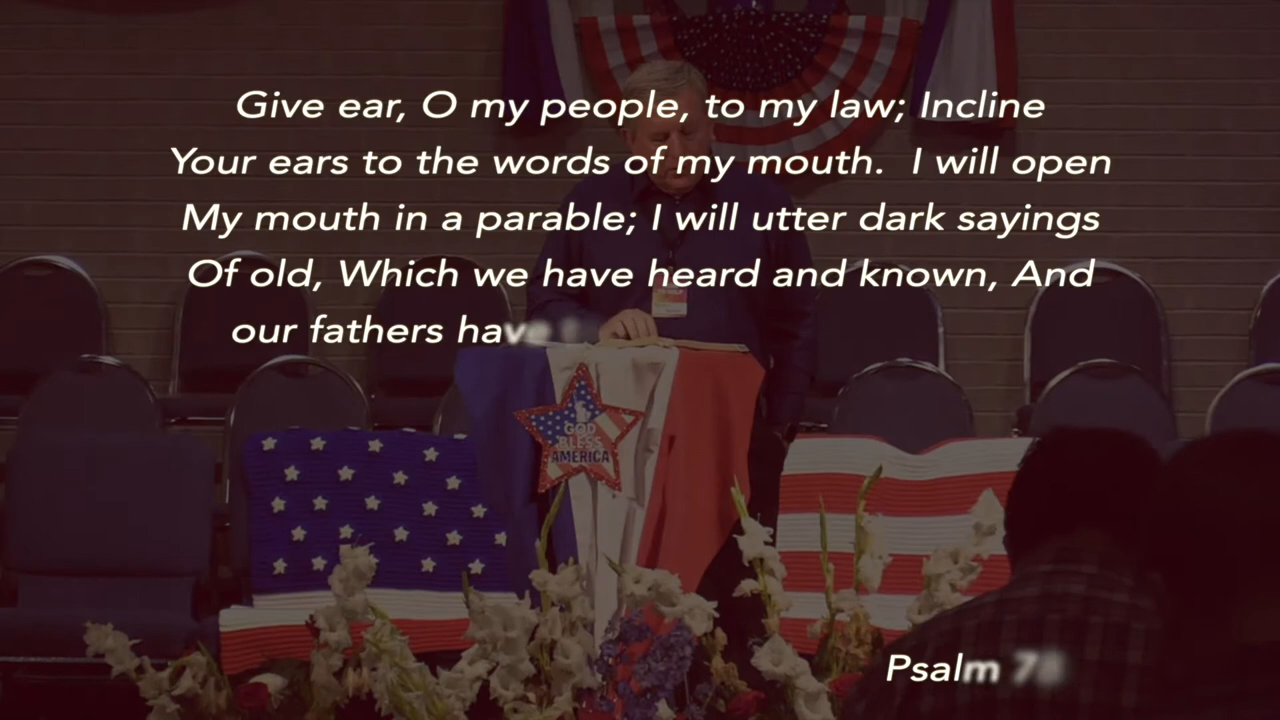 Give ear, O my people, to my law; Incline
Your ears to the words of my mouth.  I will open
My mouth in a parable; I will utter dark sayings
Of old, Which we have heard and known, And
our fathers have
GOD
BLESS
AMERICA
Psalm 78